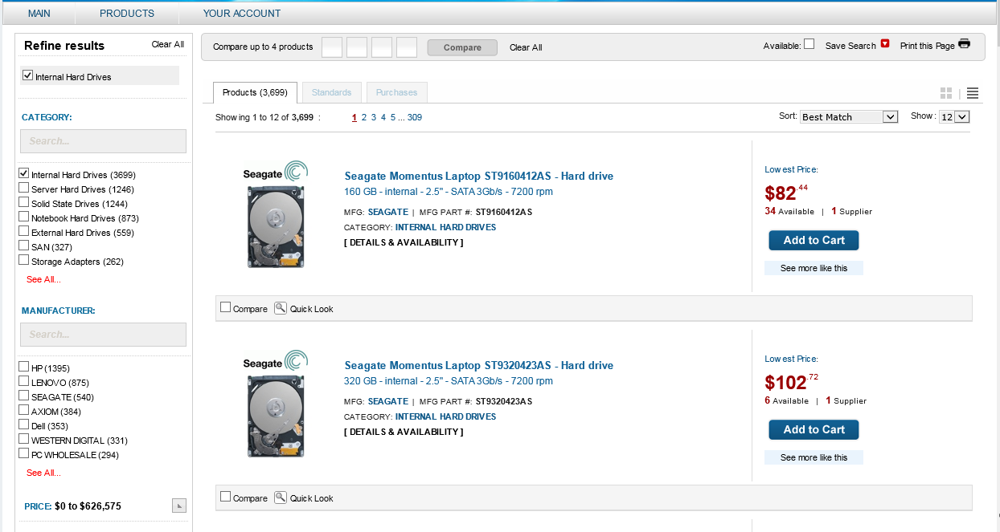 MAIN PRODUCTS YOUR ACCOUNT
Refine results Clear All
Internal Hard Drives
CATEGORY:
Search...
Internal Hard Drives (3699)
Server Hard Drives (1246)
Solid State Drives (1244)
Notebook Hard Drives (873)
External Hard Drives (559)
SAN (327)
Storage Adapters (262)
See All...
MANUFACTURER:
Search...
HP (1395)
LENOVO (875)
SEAGATE (540)
AXIOM (384)
Dell (353)
WESTERN DIGITAL (331)
PC WHOLESALE (294)
See All...
PRICE: $0 to $626,575
Compare up to 4 products Compare Clear All
Available: Save Search Print this Page
Products (3,699) Standards Purchases
Showing 1 to 12 of 3,699 : 1 2 3 4 5 ... 309
Sort: Best Match Show : 12
Seagate
Seagate Momentus Laptop ST9160412AS - Hard drive
160 GB - internal - 2.5" - SATA 3Gb/s - 7200 rpm
MFG: SEAGATE | MFG PART #: ST9160412AS
CATEGORY: INTERNAL HARD DRIVES
[ DETAILS & AVAILABILITY ]
Lowest Price:
$82.44
34 Available | 1 Supplier
Add to Cart
See more like this
Compare Quick Look
Seagate
Seagate Momentus Laptop ST9320423AS - Hard drive
320 GB - internal - 2.5" - SATA 3Gb/s - 7200 rpm
MFG: SEAGATE | MFG PART #: ST9320423AS
CATEGORY: INTERNAL HARD DRIVES
[ DETAILS & AVAILABILITY ]
Lowest Price:
$102.72
6 Available | 1 Supplier
Add to Cart
See more like this
Compare Quick Look